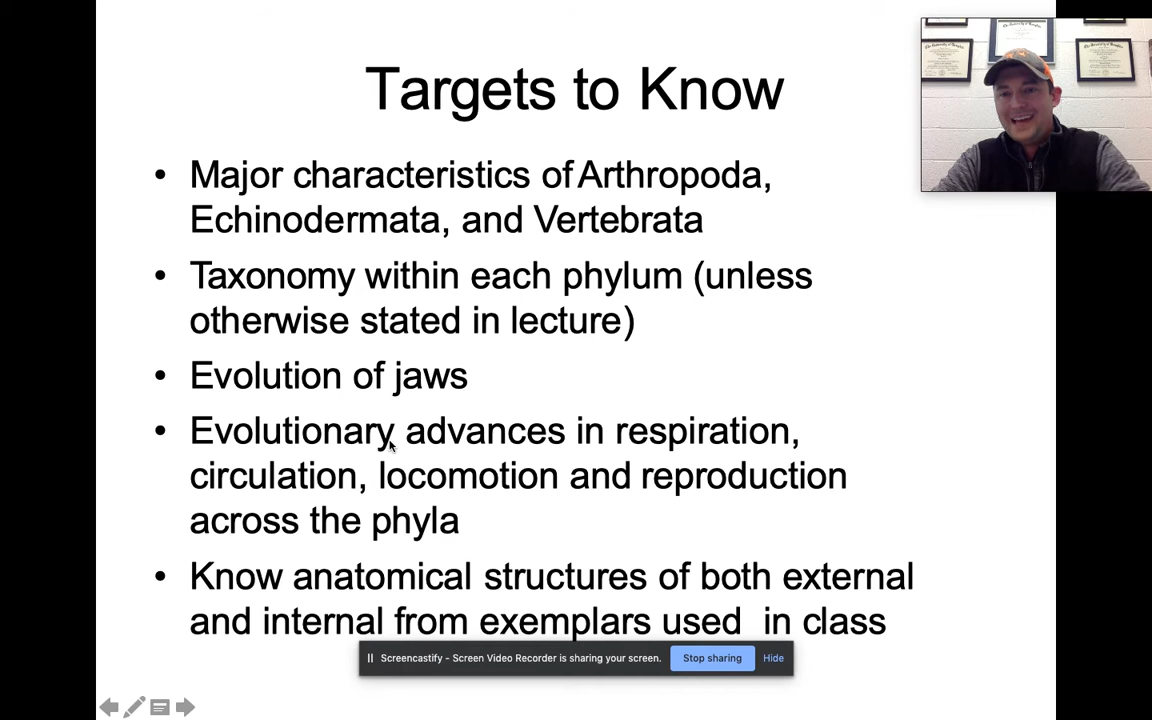 Targets to Know
• Major characteristics of Arthropoda,
Echinodermata, and Vertebrata
• Taxonomy within each phylum (unless
otherwise stated in lecture)
• Evolution of jaws
• Evolutionary advances in respiration,
circulation, locomotion and reproduction
across the phyla
• Know anatomical structures of both external
and internal from exemplars used in class
Screencastify - Screen Video Recorder is sharing your screen. Stop sharing Hide